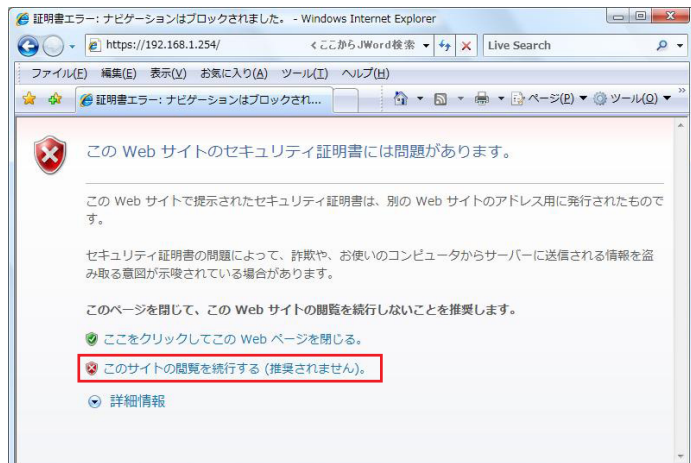 証明書エラー: ナビゲーションはブロックされました。 - Windows Internet Explorer
https://192.168.1.254/ くここからJWord検索 Live Search
ファイル(F) 編集(E) 表示(V) お気に入り(A) ツール(T) ヘルプ(H)
証明書エラー: ナビゲーションはブロックされ... ページ(P) ツール(O) »
この Web サイトのセキュリティ証明書には問題があります。
この Web サイトで提示されたセキュリティ証明書は、別の Web サイトのアドレス用に発行されたもので
す。
セキュリティ証明書の問題によって、詐欺や、お使いのコンピュータからサーバーに送信される情報を盗
み取る意図が示唆されている場合があります。
このページを閉じて、この Web サイトの閲覧を続行しないことを推奨します。
ここをクリックしてこの Web ページを閉じる。
このサイトの閲覧を続行する (推奨されません)。
詳細情報